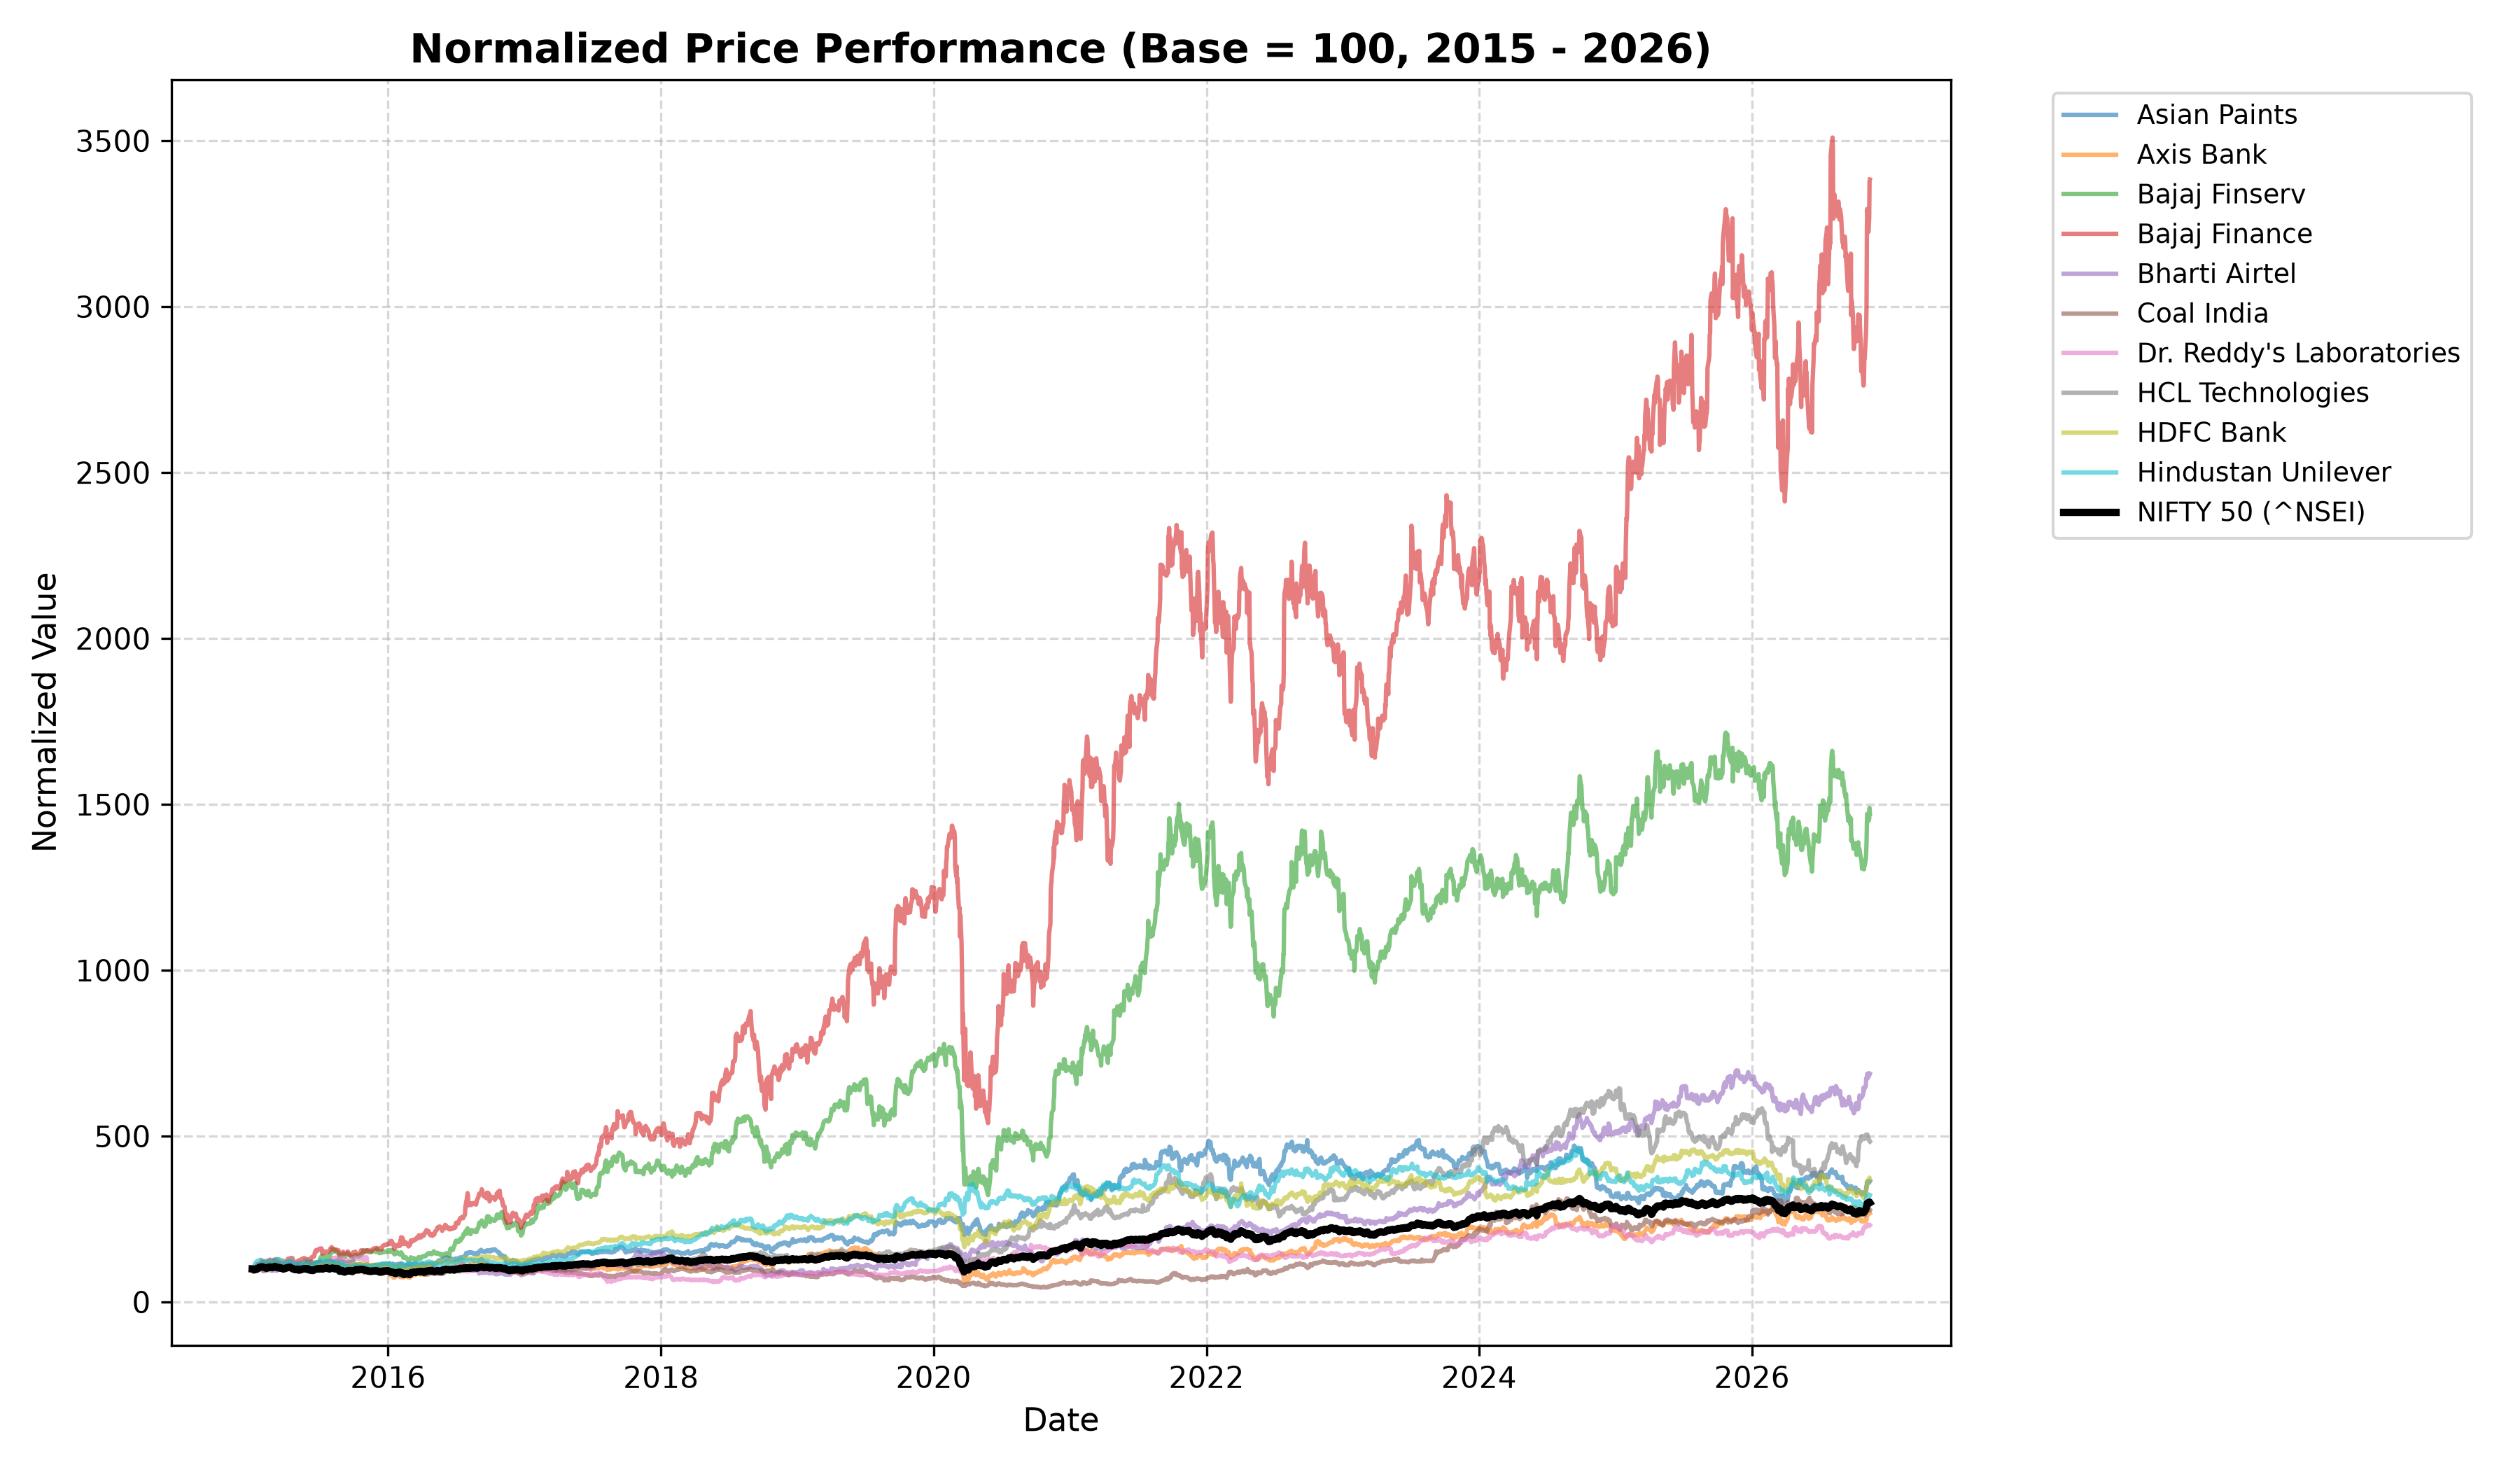 Normalized Price Performance (Base = 100, 2015 - 2026)
Normalized Value
3500
3000
2500
2000
1500
1000
500
0
2016 2018 2020 2022 2024 2026
Date
Asian Paints
Axis Bank
Bajaj Finserv
Bajaj Finance
Bharti Airtel
Coal India
Dr. Reddy's Laboratories
HCL Technologies
HDFC Bank
Hindustan Unilever
NIFTY 50 (^NSEI)